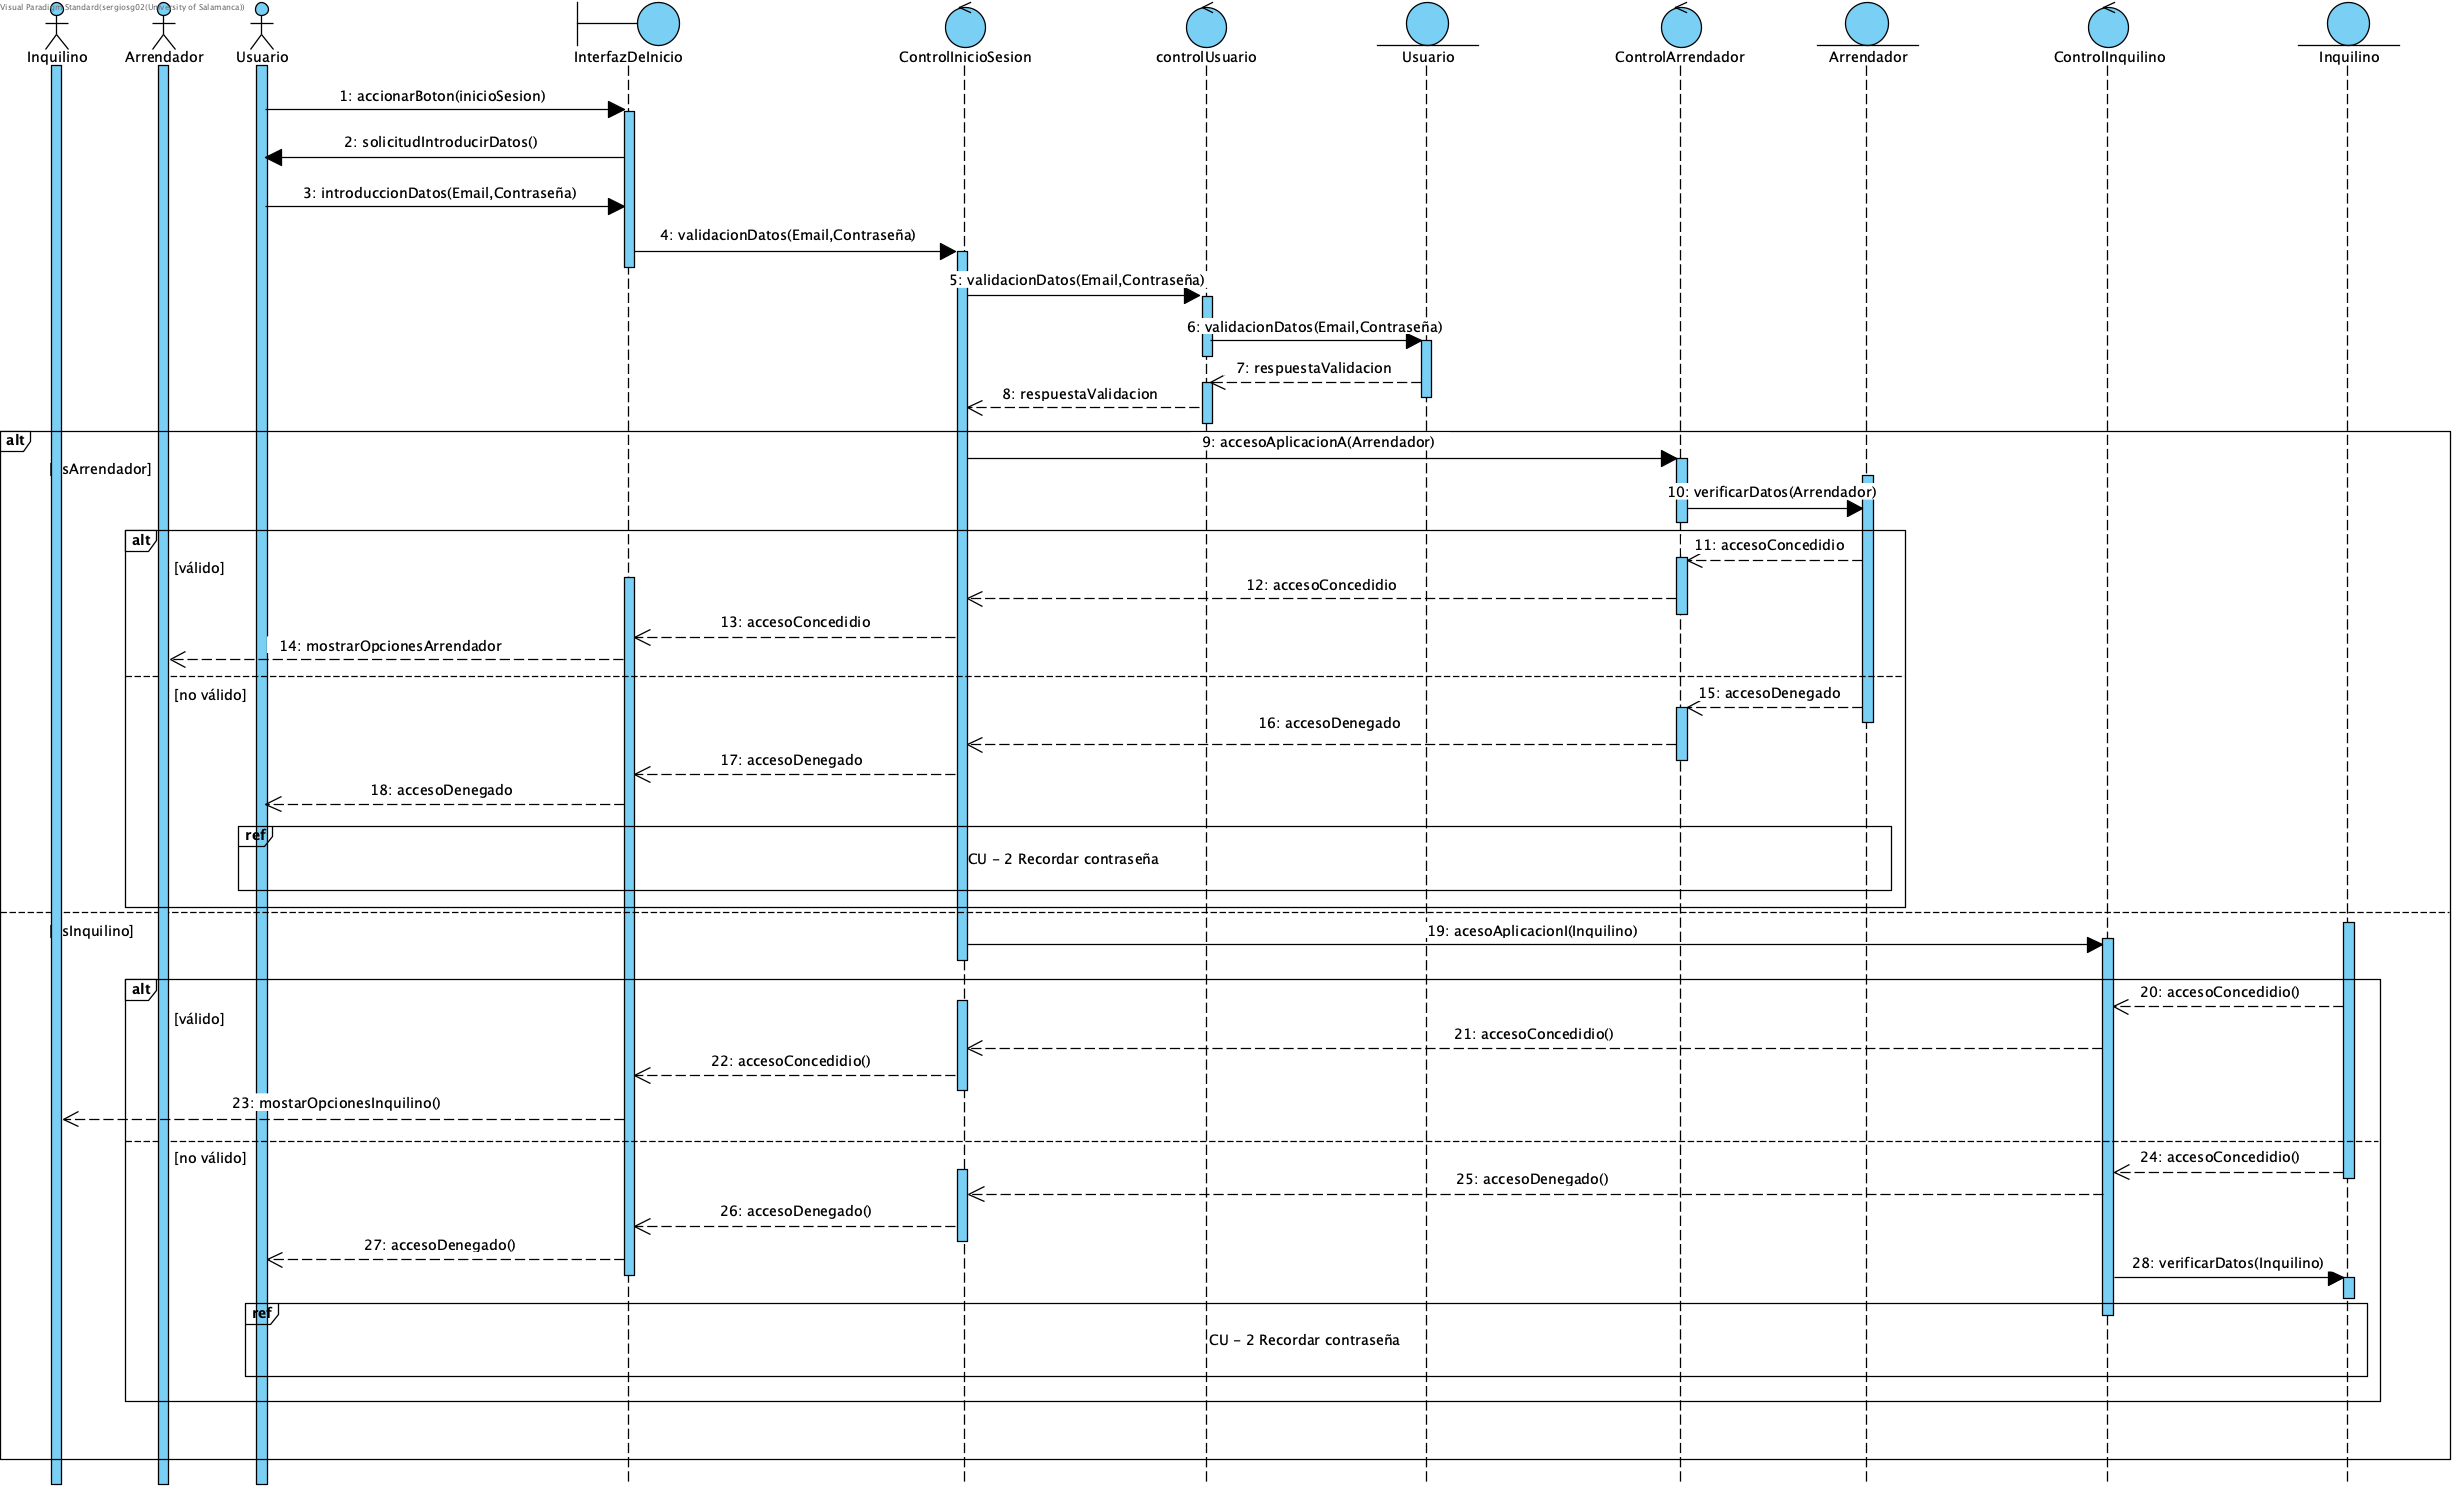 Visual Paradigm Standard(sergiosg02(University of Salamanca))
Inquilino
Arrendador
Usuario
InterfazDeInicio
ControlInicioSesion
controlUsuario
Usuario
ControlArrendador
Arrendador
ControlInquilino
Inquilino
1: accionarBoton(inicioSesion)
2: solicitudIntroducirDatos()
3: introduccionDatos(Email,Contraseña)
4: validacionDatos(Email,Contraseña)
5: validacionDatos(Email,Contraseña)
6: validacionDatos(Email,Contraseña)
7: respuestaValidacion
8: respuestaValidacion
alt
9: accesoAplicacionA(Arrendador)
[ sArrendador]
10: verificarDatos(Arrendador)
alt
11: accesoConcedidio
[válido]
12: accesoConcedidio
13: accesoConcedidio
14: mostrarOpcionesArrendador
[no válido]
15: accesoDenegado
16: accesoDenegado
17: accesoDenegado
18: accesoDenegado
ref
CU - 2 Recordar contraseña
[ sInquilino]
19: acesoAplicacionI(Inquilino)
alt
20: accesoConcedidio()
[válido]
21: accesoConcedidio()
22: accesoConcedidio()
23: mostarOpcionesInquilino()
[no válido]
24: accesoConcedidio()
25: accesoDenegado()
26: accesoDenegado()
27: accesoDenegado()
28: verificarDatos(Inquilino)
ref
CU - 2 Recordar contraseña